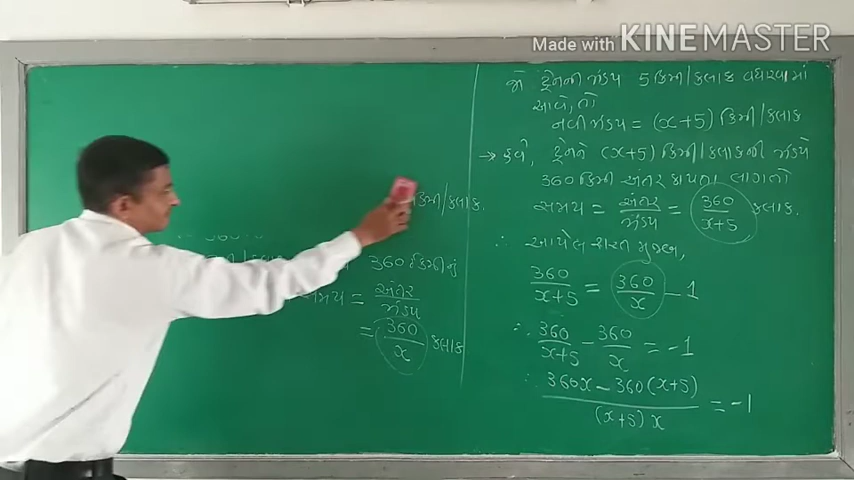 Made with KINEMASTER
કિમી/કલાક.
360 કિમીનું
સમય = અંતર/ઝડપ
= 360/x કલાક
જો ટ્રેનની ઝડપ 5 કિમી/કલાક વધારવામાં
આવે, તો
નવી ઝડપ = (x+5) કિમી/કલાક
→ હવે, ટ્રેનને (x+5) કિમી/કલાકની ઝડપે
360 કિમી અંતર કાપતા લાગતો
સમય = અંતર/ઝડપ = 360/x+5 કલાક.
∴ આપેલ શરત મુજબ,
360/x+5 = 360/x - 1
∴ 360/x+5 - 360/x = -1
∴ 360x - 360(x+5)/(x+5)x = -1